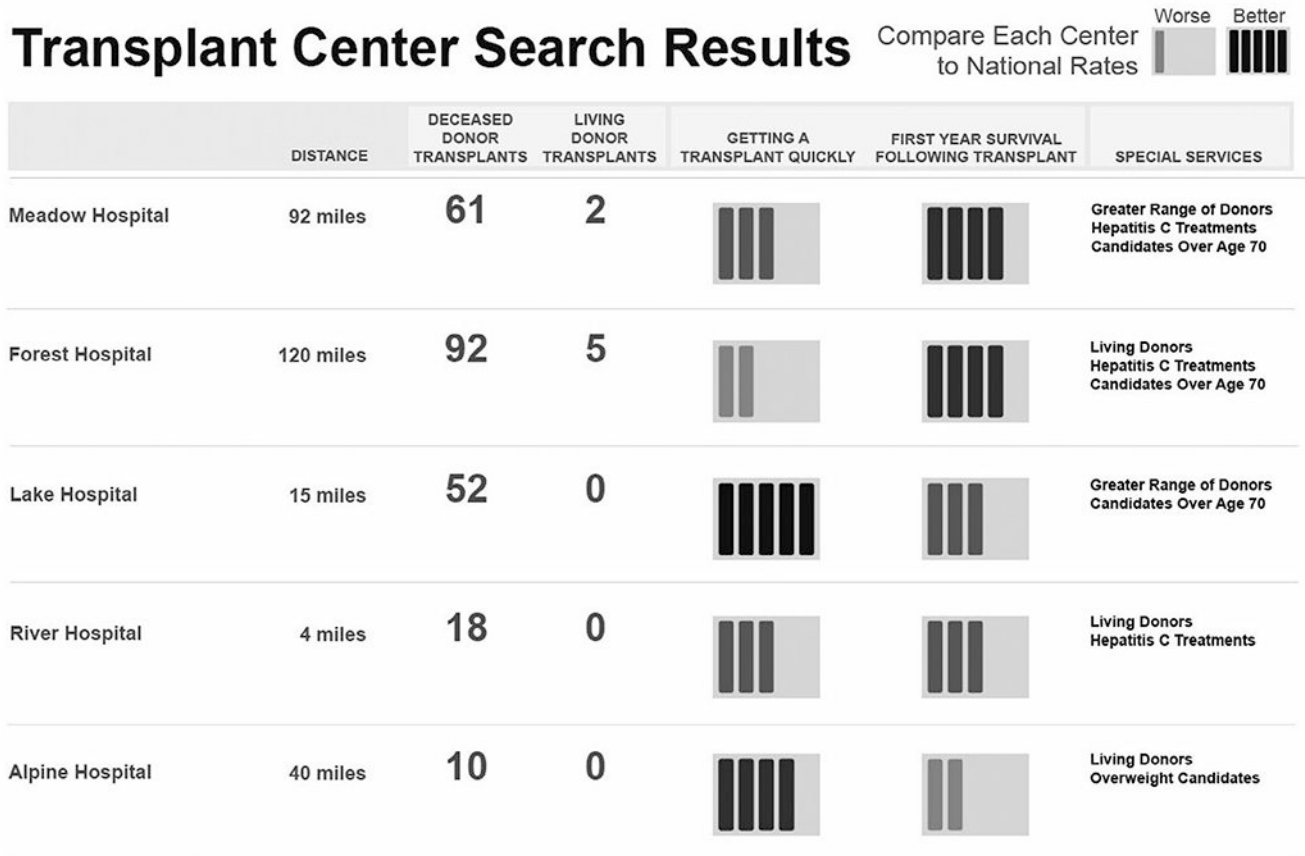 Transplant Center Search Results
Compare Each Center
to National Rates
Worse Better
DISTANCE
DECEASED
DONOR
TRANSPLANTS
LIVING
DONOR
TRANSPLANTS
GETTING A
TRANSPLANT QUICKLY
FIRST YEAR SURVIVAL
FOLLOWING TRANSPLANT
SPECIAL SERVICES
Meadow Hospital 92 miles 61 2
Greater Range of Donors
Hepatitis C Treatments
Candidates Over Age 70
Forest Hospital 120 miles 92 5
Living Donors
Hepatitis C Treatments
Candidates Over Age 70
Lake Hospital 15 miles 52 0
Greater Range of Donors
Candidates Over Age 70
River Hospital 4 miles 18 0
Living Donors
Hepatitis C Treatments
Alpine Hospital 40 miles 10 0
Living Donors
Overweight Candidates